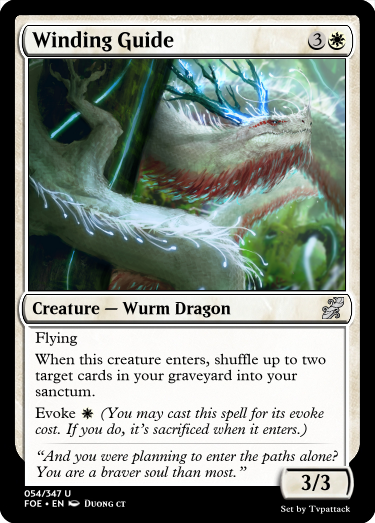 Winding Guide 3
Creature — Wurm Dragon
Flying
When this creature enters, shuffle up to two
target cards in your graveyard into your
sanctum.
Evoke (You may cast this spell for its evoke
cost. If you do, it's sacrificed when it enters.)
"And you were planning to enter the paths alone?
You are a braver soul than most."
3/3
054/347 U
FOE • EN Duong ct
Set by Tvpattack